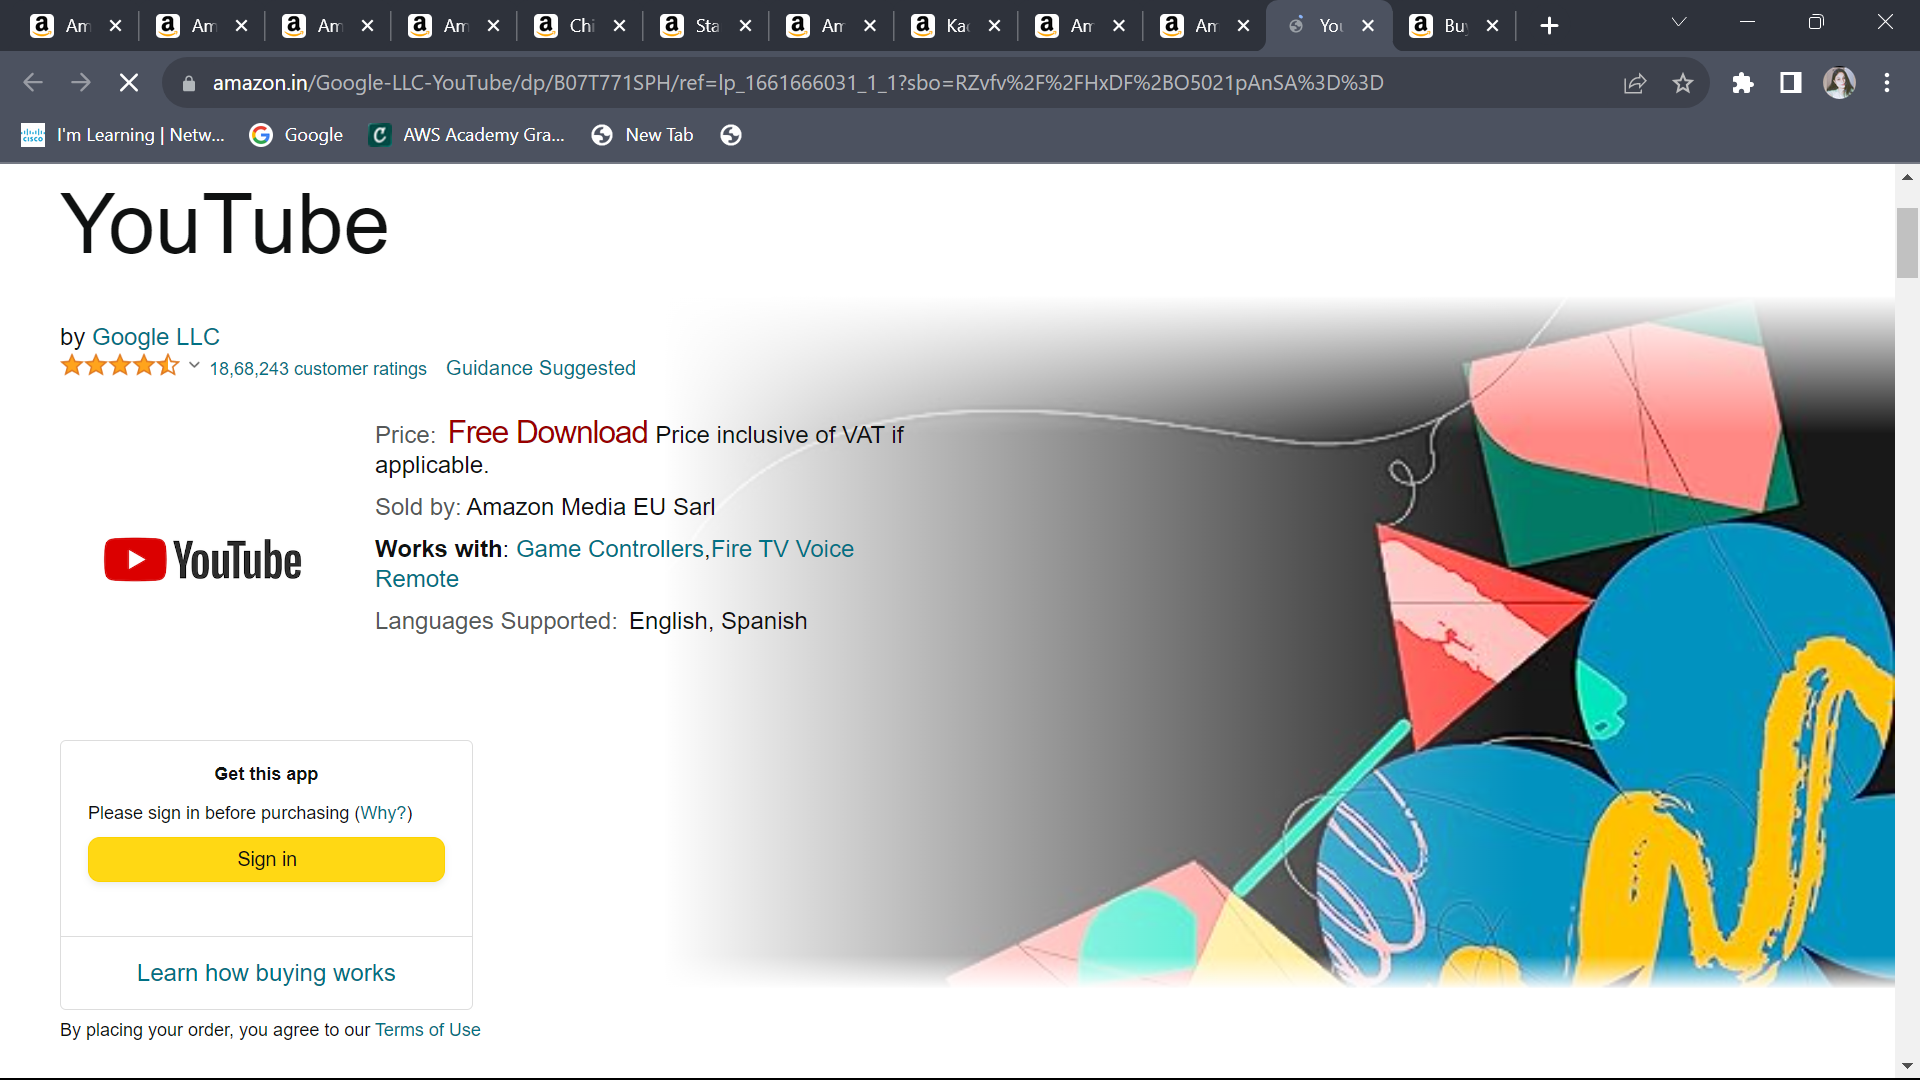 Am Am Am Am Chi Sta Am Kac Am Am You Buy
amazon.in/Google-LLC-YouTube/dp/B07T771SPH/ref=lp_1661666031_1_1?sbo=RZvfv%2F%2FHxDF%2BO5021pAnSA%3D%3D
I'm Learning | Netw... Google AWS Academy Gra... New Tab
YouTube
by Google LLC
18,68,243 customer ratings Guidance Suggested
Price: Free Download Price inclusive of VAT if
applicable.
Sold by: Amazon Media EU Sarl
Works with: Game Controllers,Fire TV Voice
Remote
Languages Supported: English, Spanish
YouTube
Get this app
Please sign in before purchasing (Why?)
Sign in
Learn how buying works
By placing your order, you agree to our Terms of Use